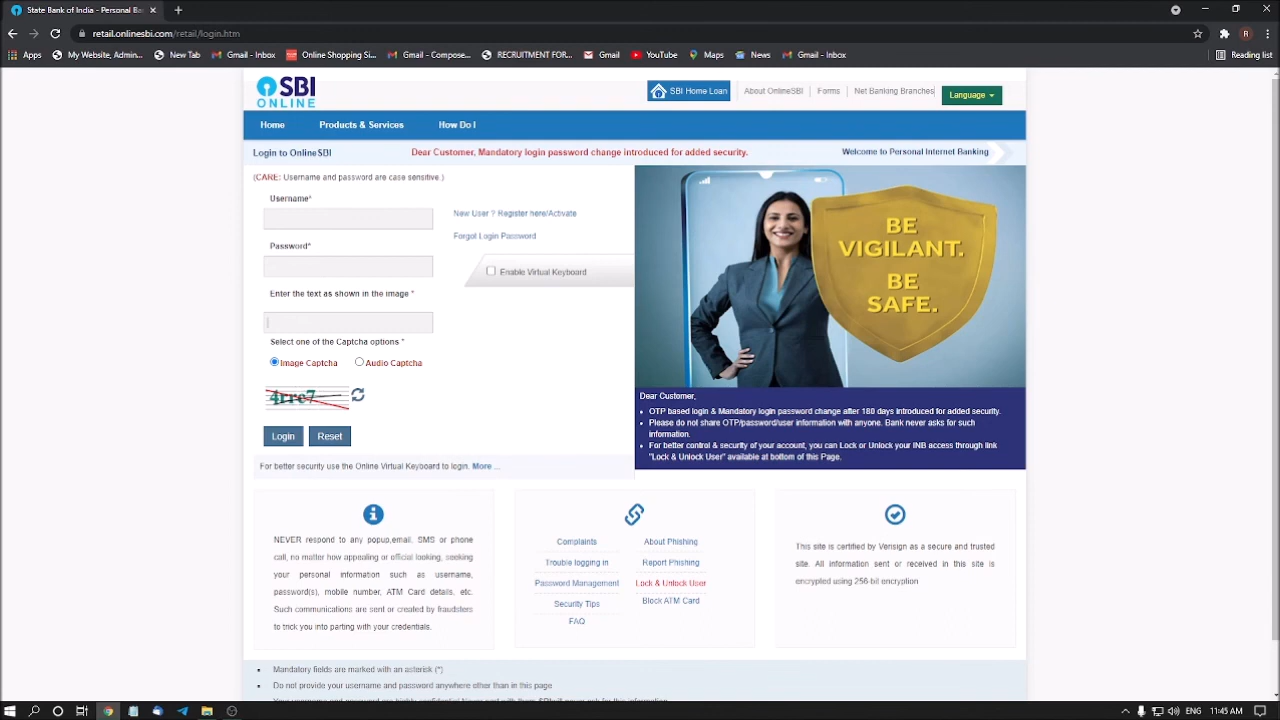 State Bank of India - Personal Ba
retail.onlinesbi.com/retail/login.htm
Apps
My Website Admin...
New Tab
Gmail - Inbox
Online Shopping Si...
Gmail - Compose...
RECRUITMENT FOR...
Gmail
YouTube
Maps
News
Gmail - Inbox
Reading list
SBI
ONLINE
SBI Home Loan
About OnlineSBI
Forms
Net Banking Branches
Language
Home
Products & Services
How Do I
Login to OnlineSBI
Dear Customer, Mandatory login password change introduced for added security.
Welcome to Personal Internet Banking
(CARE: Username and password are case sensitive.)
Username*
New User ? Register here/Activate
Forgot Login Password
Password*
Enable Virtual Keyboard
Enter the text as shown in the image *
Select one of the Captcha options *
Image Captcha
Audio Captcha
4rrc7
Login
Reset
For better security use the Online Virtual Keyboard to login. More ...
BE
VIGILANT.
BE
SAFE.
Dear Customer,
OTP based login & Mandatory login password change after 180 days introduced for added security.
Please do not share OTP/password/user information with anyone. Bank never asks for such
information.
For better control & security of your account, you can Lock or Unlock your INB access through link
"Lock & Unlock User" available at bottom of this Page.
NEVER respond to any popup,email, SMS or phone
call, no matter how appealing or official looking, seeking
your personal information such as username,
password(s), mobile number, ATM Card details, etc.
Such communications are sent or created by fraudsters
to trick you into parting with your credentials.
Complaints
About Phishing
Trouble logging in
Report Phishing
Password Management
Lock & Unlock User
Security Tips
Block ATM Card
FAQ
This site is certified by Verisign as a secure and trusted
site. All information sent or received in this site is
encrypted using 256-bit encryption
Mandatory fields are marked with an asterisk (*)
Do not provide your username and password anywhere other than in this page
ENG
11:45 AM